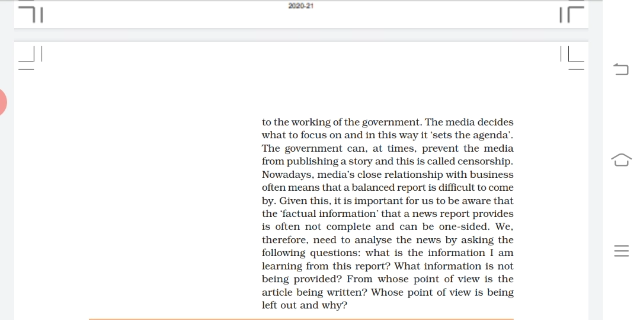 2020-21
to the working of the government. The media decides
what to focus on and in this way it 'sets the agenda'.
The government can, at times, prevent the media
from publishing a story and this is called censorship.
Nowadays, media's close relationship with business
often means that a balanced report is difficult to come
by. Given this, it is important for us to be aware that
the 'factual information' that a news report provides
is often not complete and can be one-sided. We,
therefore, need to analyse the news by asking the
following questions: what is the information I am
learning from this report? What information is not
being provided? From whose point of view is the
article being written? Whose point of view is being
left out and why?